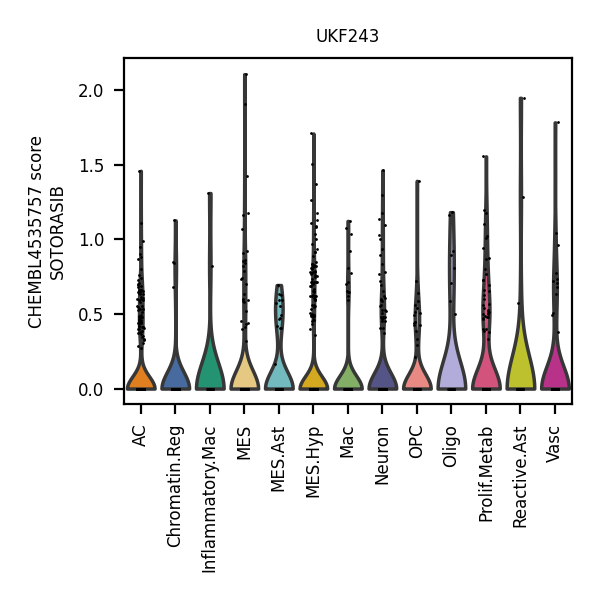 UKF243
CHEMBL4535757 score
SOTORASIB
2.0
1.5
1.0
0.5
0.0
AC
Chromatin.Reg
Inflammatory.Mac
MES
MES.Ast
MES.Hyp
Mac
Neuron
OPC
Oligo
Prolif.Metab
Reactive.Ast
Vasc